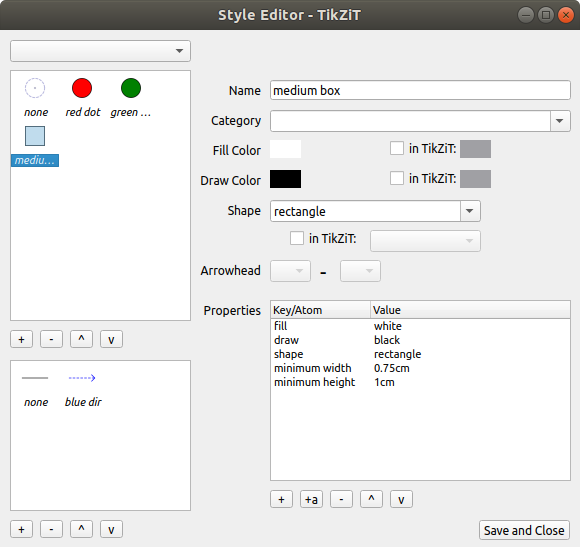 Style Editor - TikZiT
none red dot green ...
mediu...
+ - ^ v
none blue dir
+ - ^ v
Name medium box
Category
Fill Color in TikZiT:
Draw Color in TikZiT:
Shape rectangle
in TikZiT:
Arrowhead -
Properties Key/Atom Value
fill white
draw black
shape rectangle
minimum width 0.75cm
minimum height 1cm
+ +a - ^ v
Save and Close